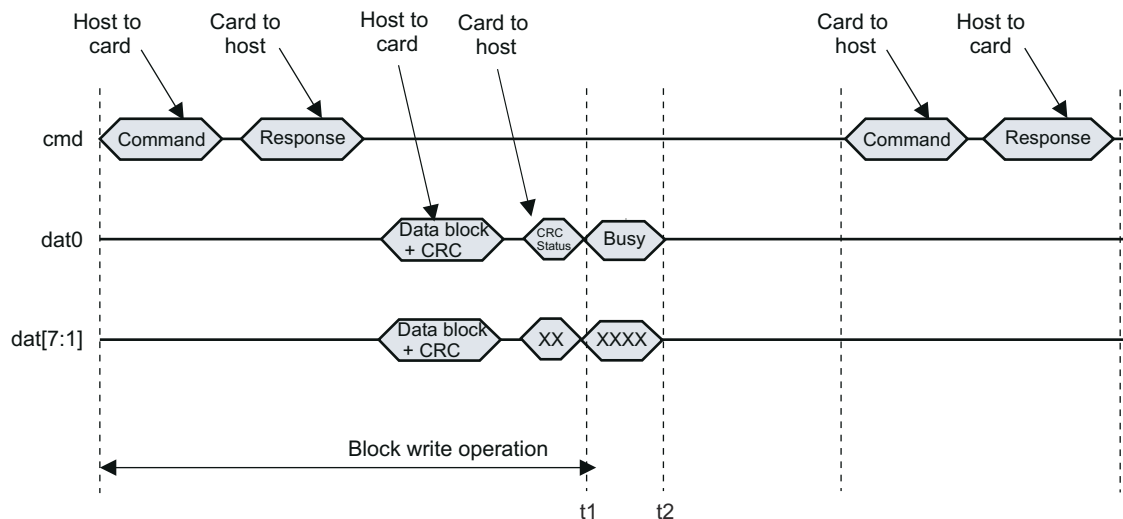 Host to
card
Card to
host
Host to
card
Card to
host
Card to
host
Host to
card
cmd
Command
Response
Command
Response
dat0
Data block
+ CRC
CRC
Status
Busy
dat[7:1]
Data block
+ CRC
XX
XXXX
Block write operation
t1
t2